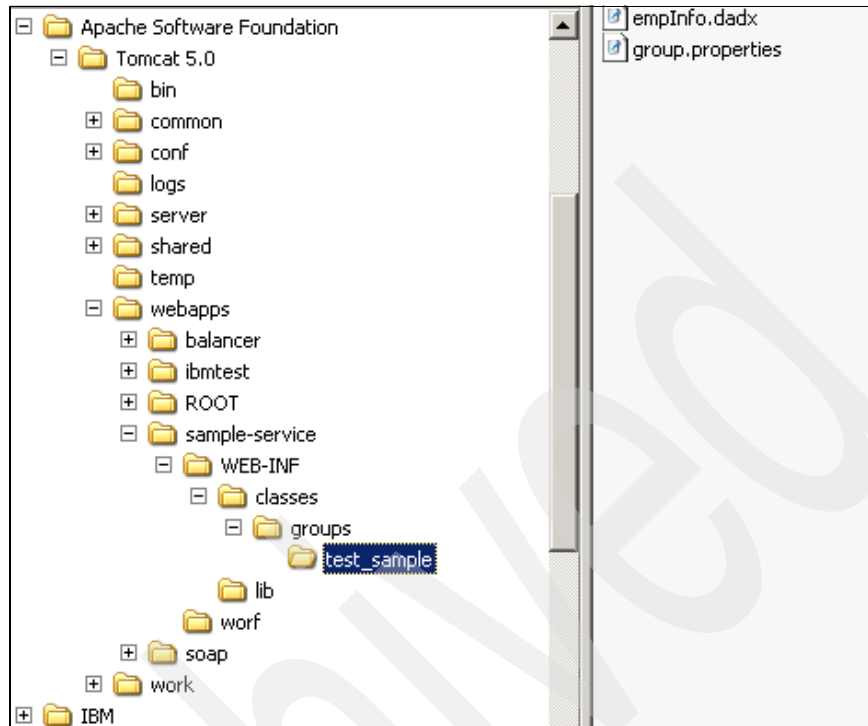 Apache Software Foundation
Tomcat 5.0
bin
common
conf
logs
server
shared
temp
webapps
balancer
ibmtest
ROOT
sample-service
WEB-INF
classes
groups
test_sample
lib
worf
soap
work
IBM
empInfo.dadx
group.properties